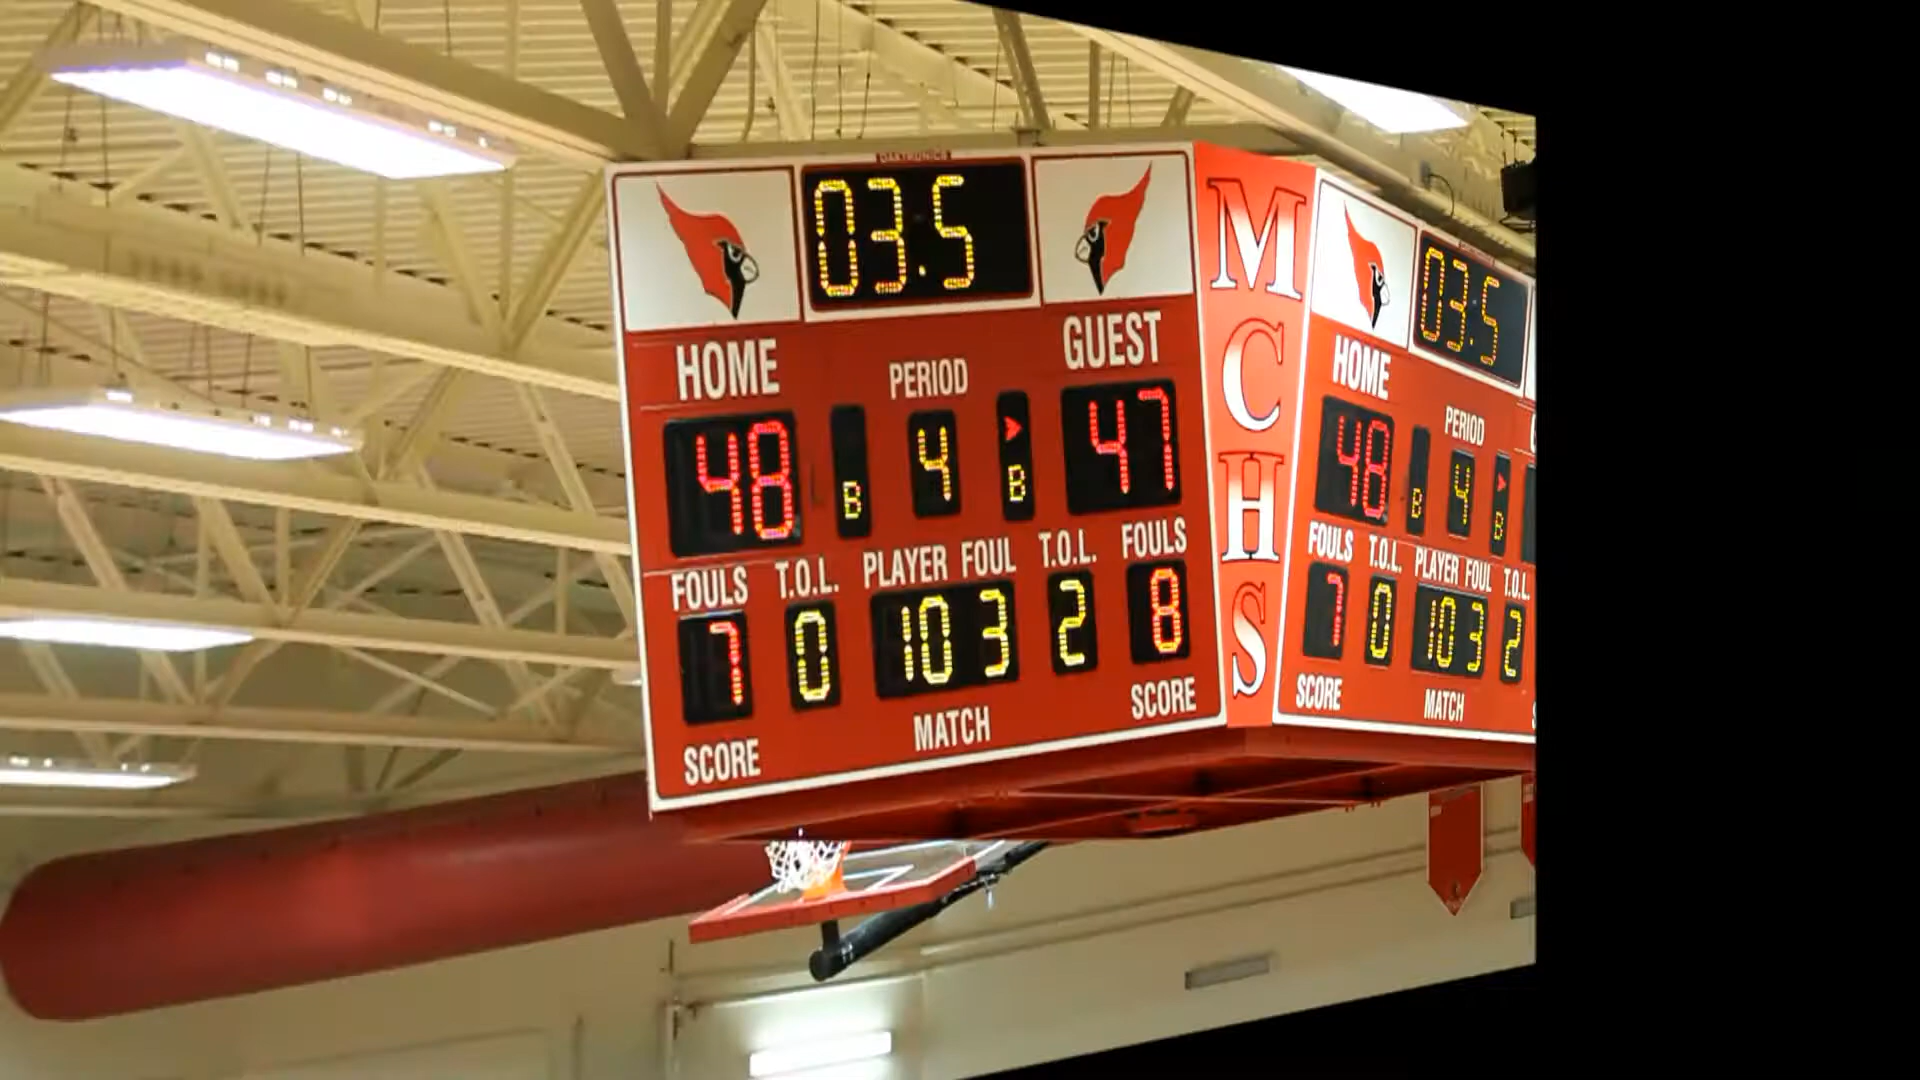 DAKTRONICS
03.5
HOME PERIOD GUEST
48 B 4 B 47
FOULS T.O.L. PLAYER FOUL T.O.L. FOULS
7 0 10 3 2 8
SCORE MATCH SCORE
MCHS
03.5
HOME PERIOD
48 B 4 B
FOULS T.O.L. PLAYER FOUL T.O.L.
7 0 10 3 2
SCORE MATCH